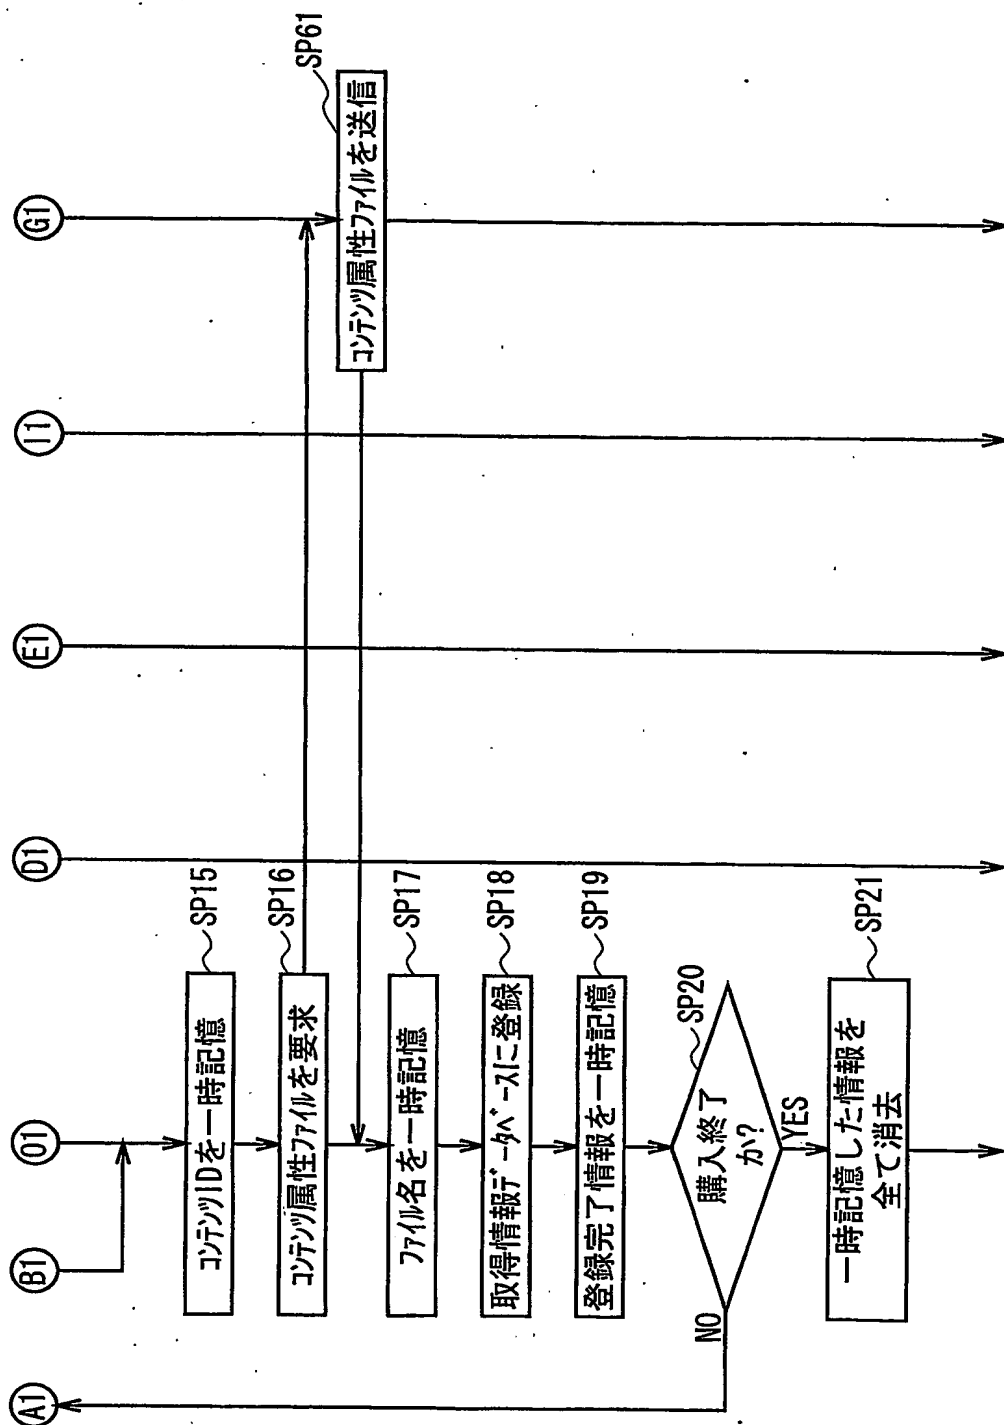 A1
B1
O1
D1
E1
I1
G1
コンテンツIDを一時記憶
SP15
コンテンツ属性ファイルを要求
SP16
コンテンツ属性ファイルを送信
SP61
ファイル名を一時記憶
SP17
取得情報データベースに登録
SP18
登録完了情報を一時記憶
SP19
購入終了
か?
SP20
NO
YES
一時記憶した情報を
全て消去
SP21